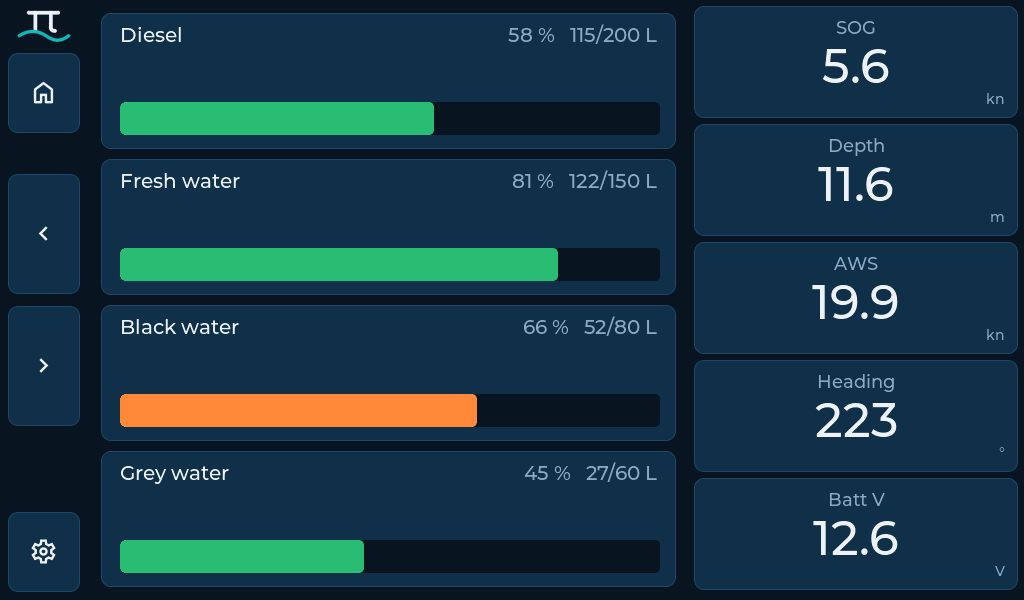 π
Diesel 58 % 115/200 L
Fresh water 81 % 122/150 L
Black water 66 % 52/80 L
Grey water 45 % 27/60 L
SOG
5.6
kn
Depth
11.6
m
AWS
19.9
kn
Heading
223
°
Batt V
12.6
V